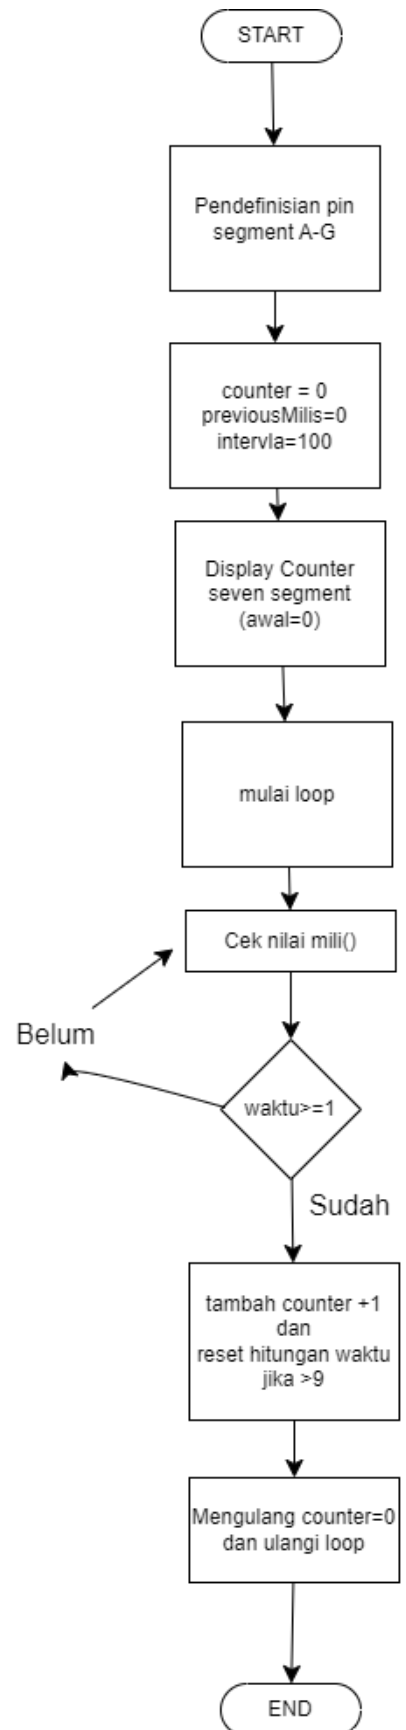 START
Pendefinisian pin
segment A-G
counter = 0
previousMilis=0
intervla=100
Display Counter
seven segment
(awal=0)
mulai loop
Cek nilai mili()
Belum
waktu>=1
Sudah
tambah counter +1
dan
reset hitungan waktu
jika >9
Mengulang counter=0
dan ulangi loop
END